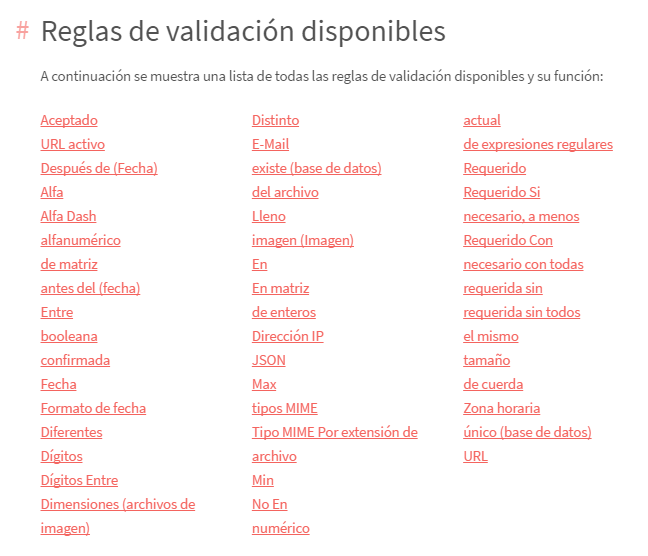 # Reglas de validación disponibles
A continuación se muestra una lista de todas las reglas de validación disponibles y su función:
Aceptado
URL activo
Después de (Fecha)
Alfa
Alfa Dash
alfanumérico
de matriz
antes del (fecha)
Entre
booleana
confirmada
Fecha
Formato de fecha
Diferentes
Dígitos
Dígitos Entre
Dimensiones (archivos de
imagen)
Distinto
E-Mail
existe (base de datos)
del archivo
Lleno
imagen (Imagen)
En
En matriz
de enteros
Dirección IP
JSON
Max
tipos MIME
Tipo MIME Por extensión de
archivo
Min
No En
numérico
actual
de expresiones regulares
Requerido
Requerido Si
necesario, a menos
Requerido Con
necesario con todas
requerida sin
requerida sin todos
el mismo
tamaño
de cuerda
Zona horaria
único (base de datos)
URL